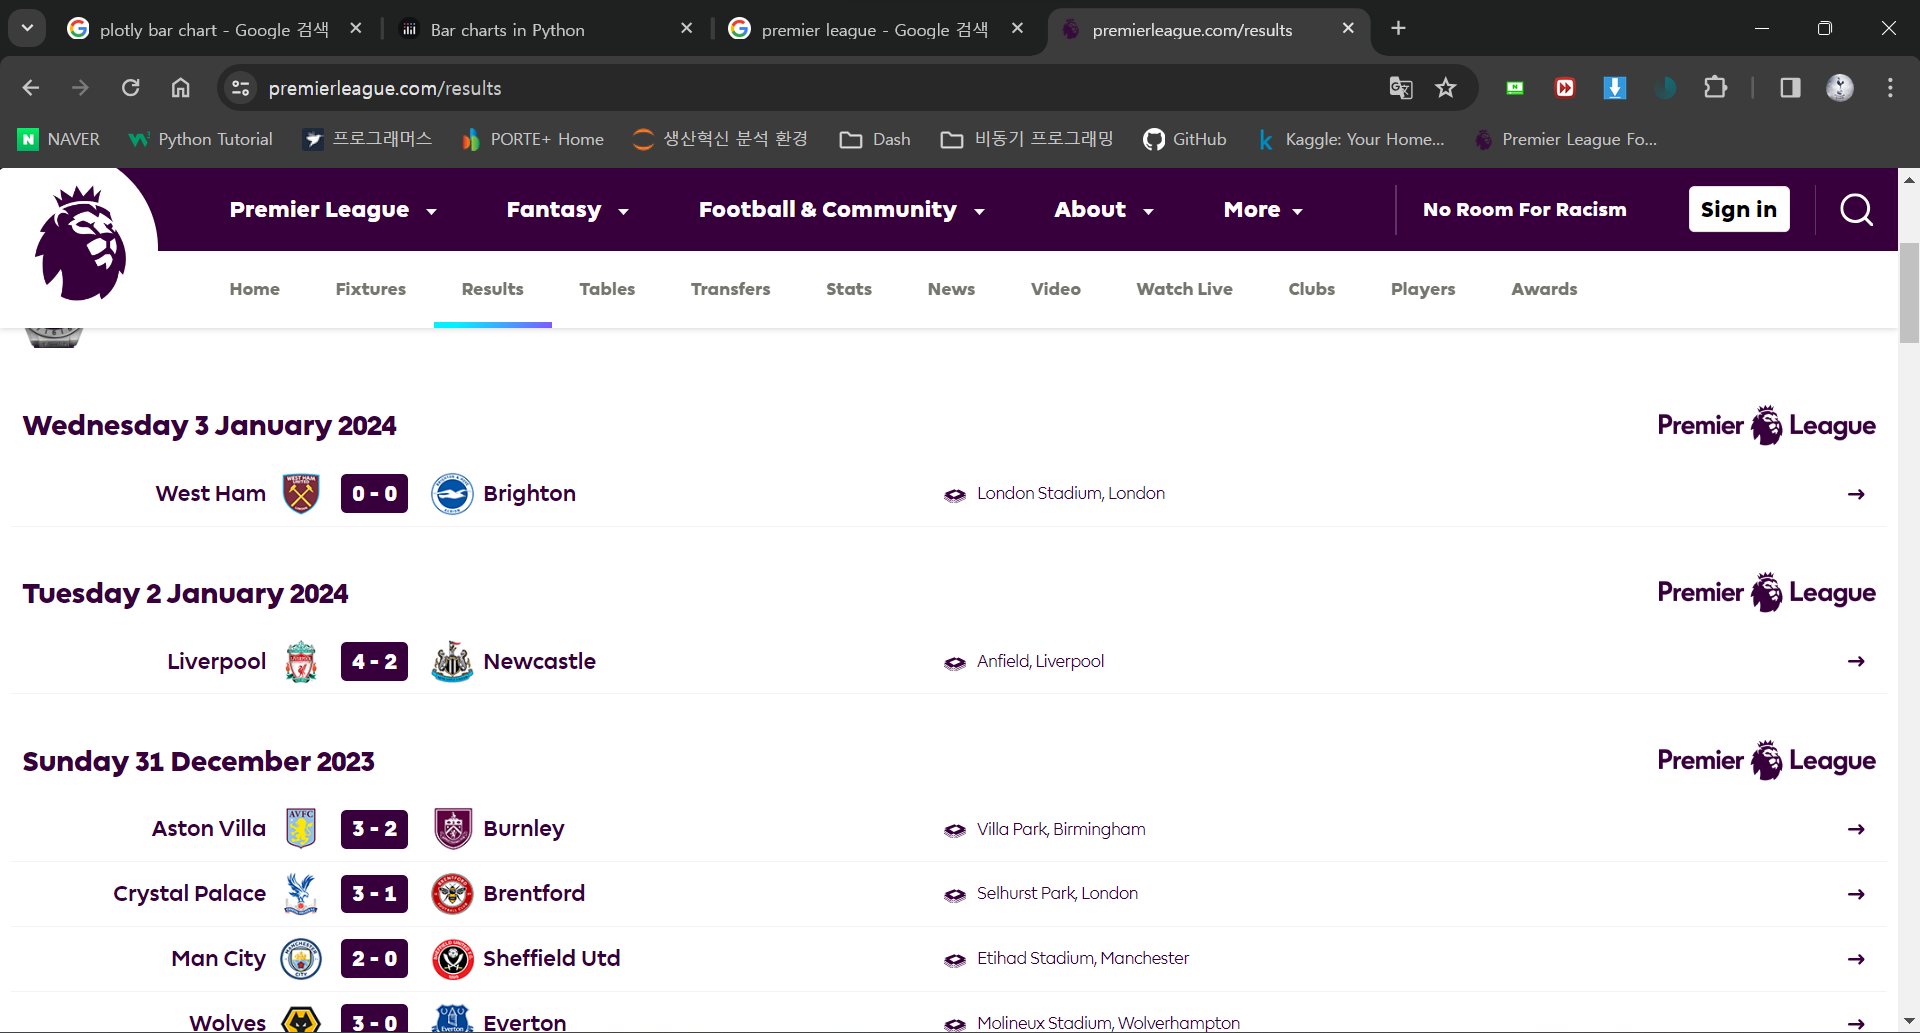 plotly bar chart - Google 검색
Bar charts in Python
premier league - Google 검색
premierleague.com/results
premierleague.com/results
NAVER
Python Tutorial
프로그래머스
PORTE+ Home
생산혁신 분석 환경
Dash
비동기 프로그래밍
GitHub
Kaggle: Your Home...
Premier League Fo...
Premier League
Fantasy
Football & Community
About
More
No Room For Racism
Sign in
Home
Fixtures
Results
Tables
Transfers
Stats
News
Video
Watch Live
Clubs
Players
Awards
Wednesday 3 January 2024
Premier League
West Ham 0 - 0 Brighton
London Stadium, London
Tuesday 2 January 2024
Premier League
Liverpool 4 - 2 Newcastle
Anfield, Liverpool
Sunday 31 December 2023
Premier League
Aston Villa 3 - 2 Burnley
Villa Park, Birmingham
Crystal Palace 3 - 1 Brentford
Selhurst Park, London
Man City 2 - 0 Sheffield Utd
Etihad Stadium, Manchester
Wolves 3 - 0 Everton
Molineux Stadium, Wolverhampton